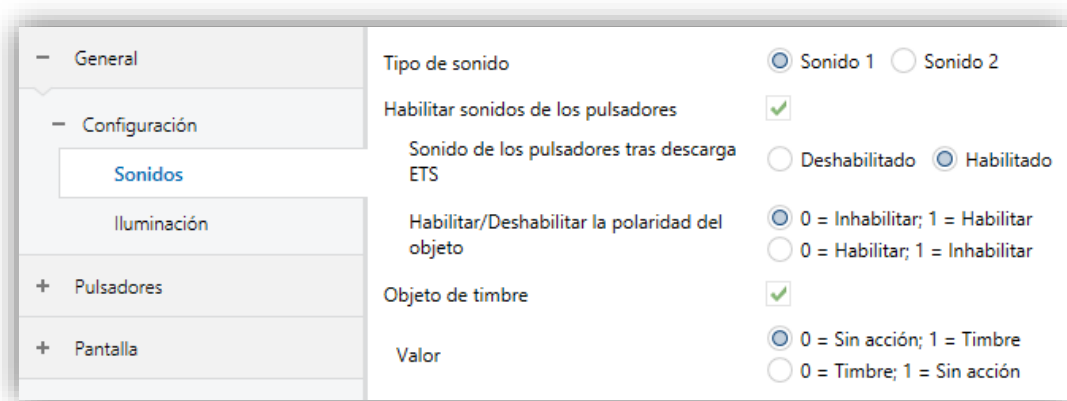 General
Configuración
Sonidos
Iluminación
Pulsadores
Pantalla
Tipo de sonido
Sonido 1 Sonido 2
Habilitar sonidos de los pulsadores
Sonido de los pulsadores tras descarga
ETS
Deshabilitado Habilitado
Habilitar/Deshabilitar la polaridad del
objeto
0 = Inhabilitar; 1 = Habilitar
0 = Habilitar; 1 = Inhabilitar
Objeto de timbre
Valor
0 = Sin acción; 1 = Timbre
0 = Timbre; 1 = Sin acción